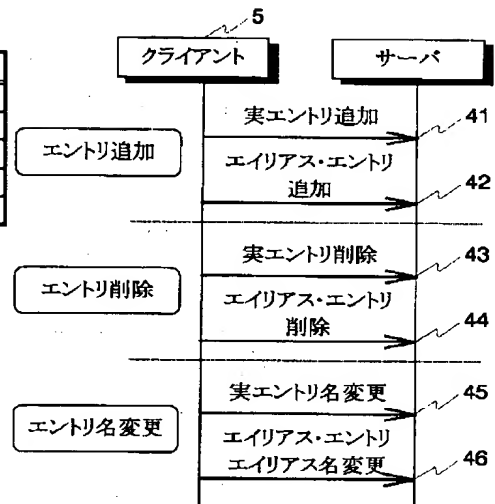 5
クライアント
サーバ
実エントリ追加
41
エントリ追加
エイリアス・エントリ
追加
42
実エントリ削除
43
エントリ削除
エイリアス・エントリ
削除
44
実エントリ名変更
45
エントリ名変更
エイリアス・エントリ
エイリアス名変更
46